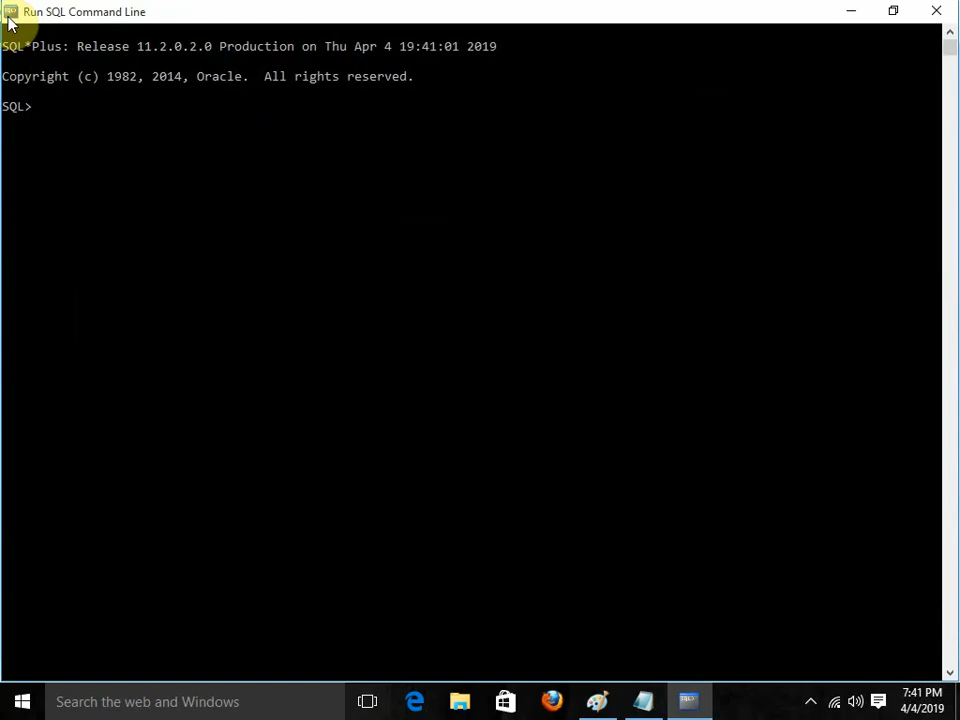 Run SQL Command Line
SQL*Plus: Release 11.2.0.2.0 Production on Thu Apr 4 19:41:01 2019
Copyright (c) 1982, 2014, Oracle.  All rights reserved.
SQL>
Search the web and Windows
7:41 PM
4/4/2019